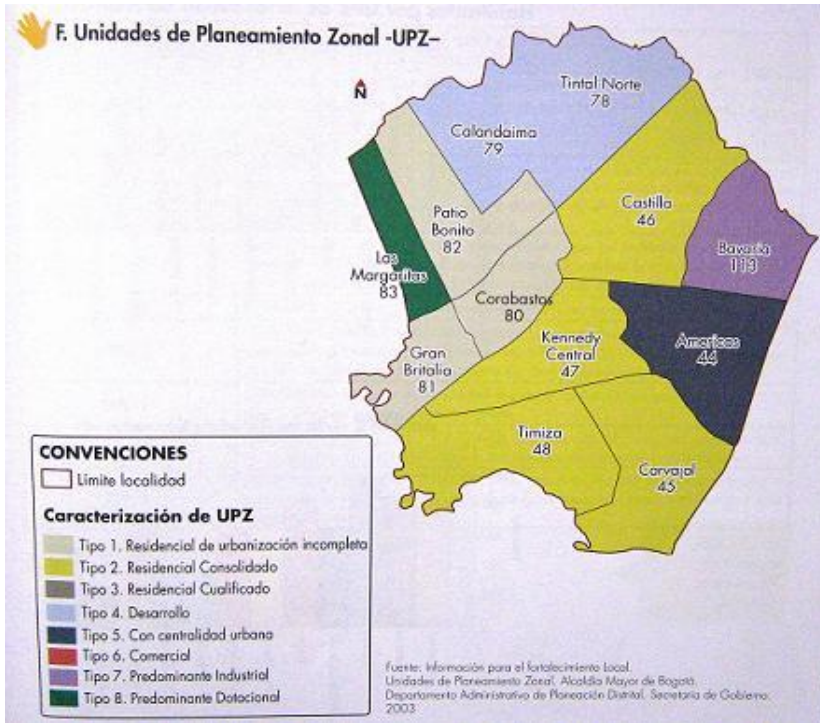 F. Unidades de Planeamiento Zonal -UPZ-
N
Tintal Norte
78
Calandaima
79
Castilla
46
Patio
Bonito
82
Bavaria
113
Las
Margaritas
83
Corabastos
80
Kennedy
Central
47
Americas
44
Gran
Britalia
81
Timiza
48
Carvajal
45
CONVENCIONES
Límite localidad
Caracterización de UPZ
Tipo 1. Residencial de urbanización incompleta
Tipo 2. Residencial Consolidado
Tipo 3. Residencial Cualificado
Tipo 4. Desarrollo
Tipo 5. Con centralidad urbana
Tipo 6. Comercial
Tipo 7. Predominante Industrial
Tipo 8. Predominante Dotacional
Fuente: Información para el fortalecimiento Local.
Unidades de Planeamiento Zonal. Alcaldía Mayor de Bogotá.
Departamento Administrativo de Planeación Distrital. Secretaria de Gobierno.
2003